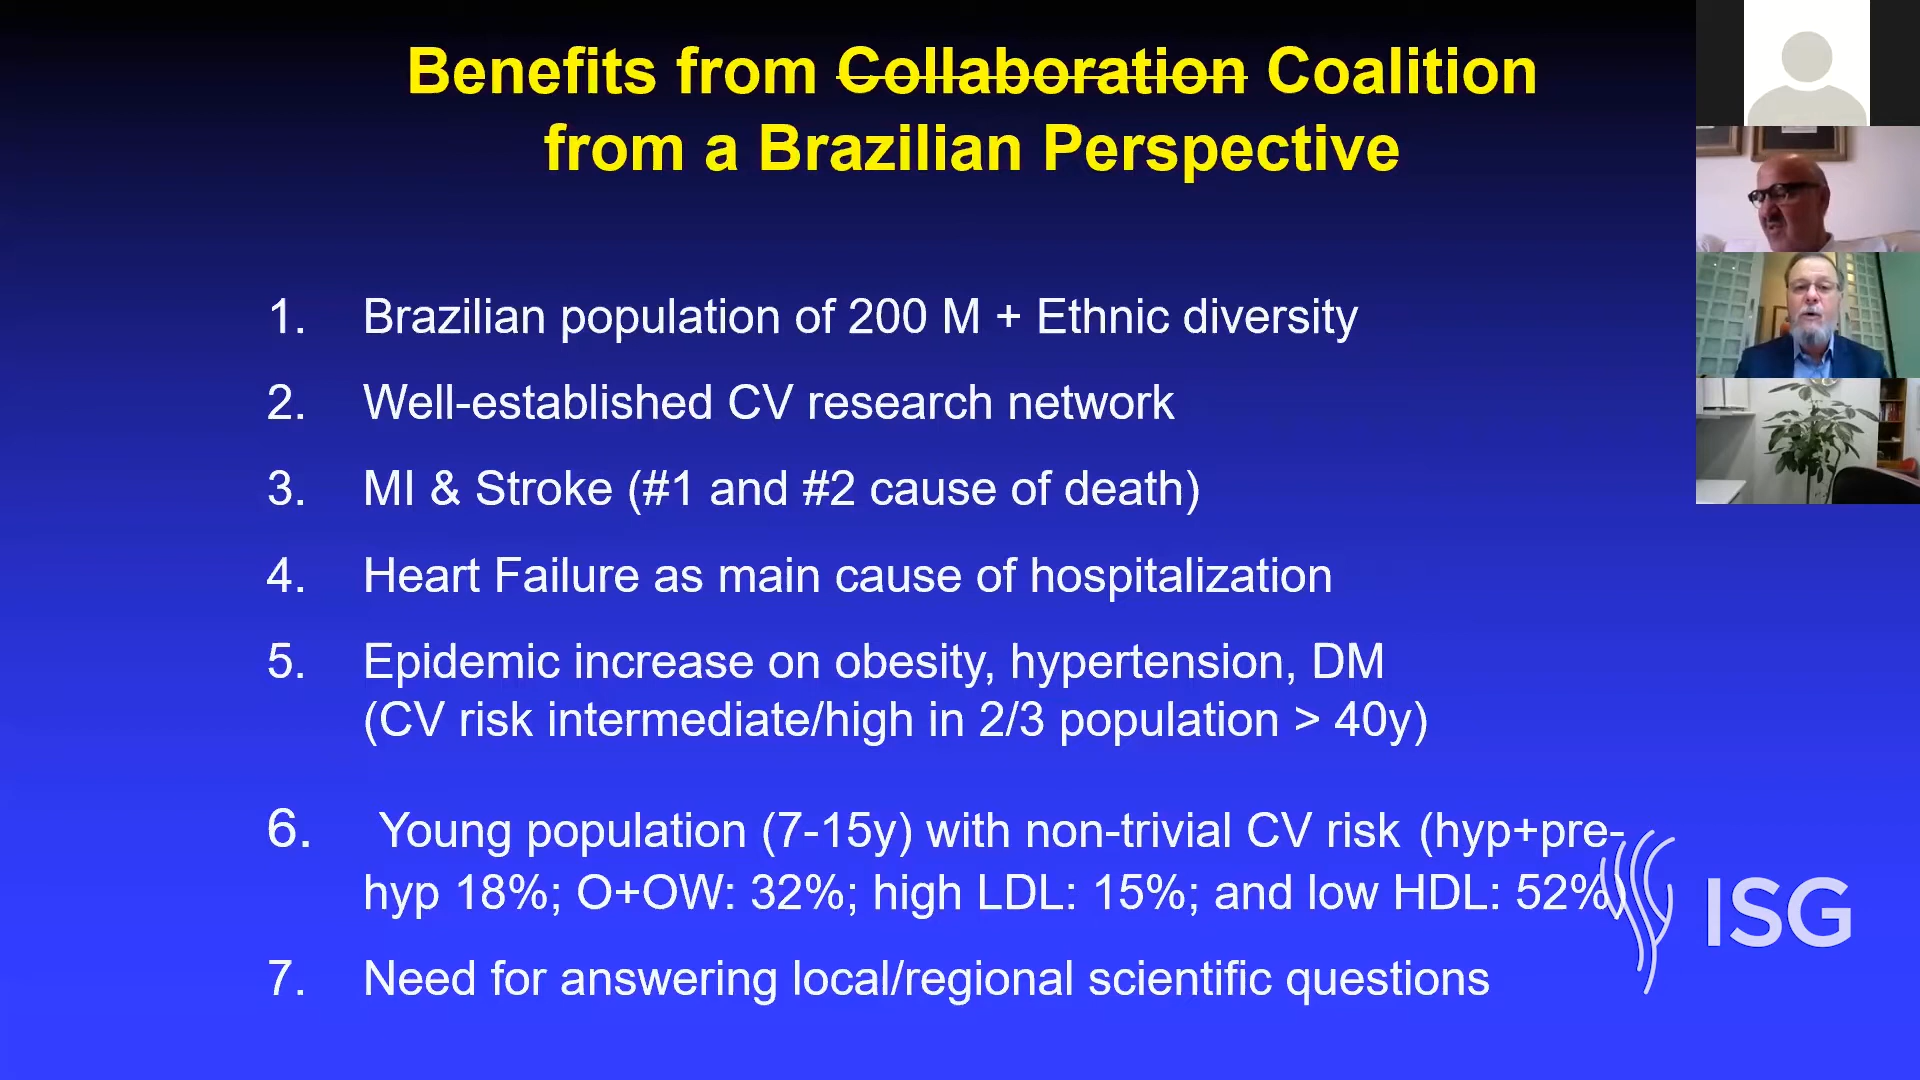 Benefits from Collaboration Coalition
from a Brazilian Perspective
1. Brazilian population of 200 M + Ethnic diversity
2. Well-established CV research network
3. MI & Stroke (#1 and #2 cause of death)
4. Heart Failure as main cause of hospitalization
5. Epidemic increase on obesity, hypertension, DM
(CV risk intermediate/high in 2/3 population > 40y)
6. Young population (7-15y) with non-trivial CV risk (hyp+pre-
hyp 18%; O+OW: 32%; high LDL: 15%; and low HDL: 52%)
7. Need for answering local/regional scientific questions
ISG